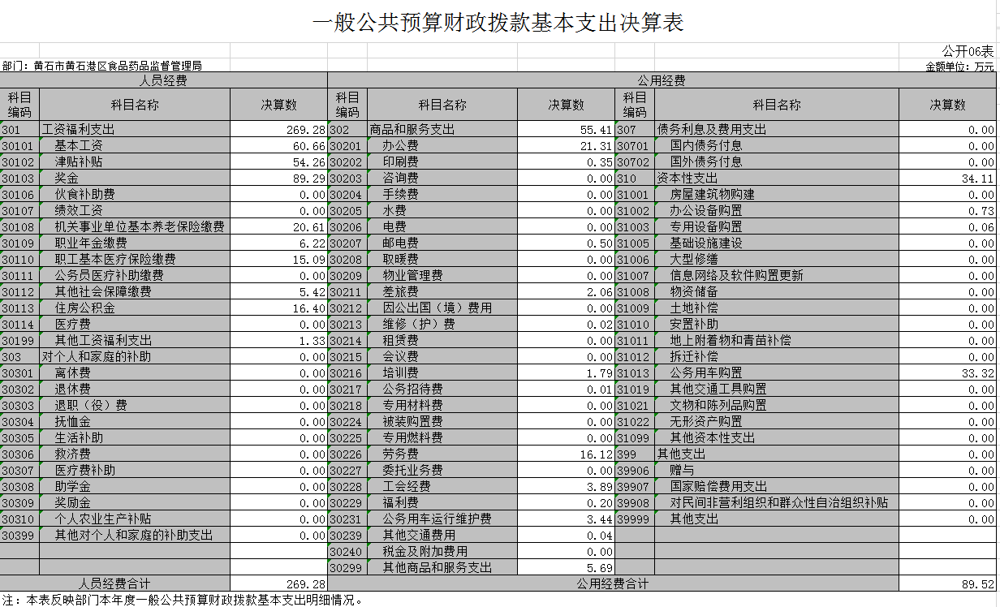 一般公共预算财政拨款基本支出决算表
公开06表
部门：黄石市黄石港区食品药品监督管理局 金额单位：万元
人员经费 公用经费
科目编码 科目名称 决算数 科目编码 科目名称 决算数 科目编码 科目名称 决算数
301 工资福利支出 269.28 302 商品和服务支出 55.41 307 债务利息及费用支出 0.00
30101 基本工资 60.66 30201 办公费 21.31 30701 国内债务付息 0.00
30102 津贴补贴 54.26 30202 印刷费 0.35 30702 国外债务付息 0.00
30103 奖金 89.29 30203 咨询费 0.00 310 资本性支出 34.11
30106 伙食补助费 0.00 30204 手续费 0.00 31001 房屋建筑物购建 0.00
30107 绩效工资 0.00 30205 水费 0.00 31002 办公设备购置 0.73
30108 机关事业单位基本养老保险缴费 20.61 30206 电费 0.00 31003 专用设备购置 0.06
30109 职业年金缴费 6.22 30207 邮电费 0.50 31005 基础设施建设 0.00
30110 职工基本医疗保险缴费 15.09 30208 取暖费 0.00 31006 大型修缮 0.00
30111 公务员医疗补助缴费 0.00 30209 物业管理费 0.00 31007 信息网络及软件购置更新 0.00
30112 其他社会保障缴费 5.42 30211 差旅费 2.06 31008 物资储备 0.00
30113 住房公积金 16.40 30212 因公出国（境）费用 0.00 31009 土地补偿 0.00
30114 医疗费 0.00 30213 维修（护）费 0.02 31010 安置补助 0.00
30199 其他工资福利支出 1.33 30214 租赁费 0.00 31011 地上附着物和青苗补偿 0.00
303 对个人和家庭的补助 0.00 30215 会议费 0.00 31012 拆迁补偿 0.00
30301 离休费 0.00 30216 培训费 1.79 31013 公务用车购置 33.32
30302 退休费 0.00 30217 公务招待费 0.01 31019 其他交通工具购置 0.00
30303 退职（役）费 0.00 30218 专用材料费 0.00 31021 文物和陈列品购置 0.00
30304 抚恤金 0.00 30224 被装购置费 0.00 31022 无形资产购置 0.00
30305 生活补助 0.00 30225 专用燃料费 0.00 31099 其他资本性支出 0.00
30306 救济费 0.00 30226 劳务费 16.12 399 其他支出 0.00
30307 医疗费补助 0.00 30227 委托业务费 0.00 39906 赠与 0.00
30308 助学金 0.00 30228 工会经费 3.89 39907 国家赔偿费用支出 0.00
30309 奖励金 0.00 30229 福利费 0.20 39908 对民间非营利组织和群众性自治组织补贴 0.00
30310 个人农业生产补贴 0.00 30231 公务用车运行维护费 3.44 39999 其他支出 0.00
30399 其他对个人和家庭的补助支出 0.00 30239 其他交通费用 0.04
30240 税金及附加费用 0.00
30299 其他商品和服务支出 5.69
人员经费合计 269.28 公用经费合计 89.52
注：本表反映部门本年度一般公共预算财政拨款基本支出明细情况。